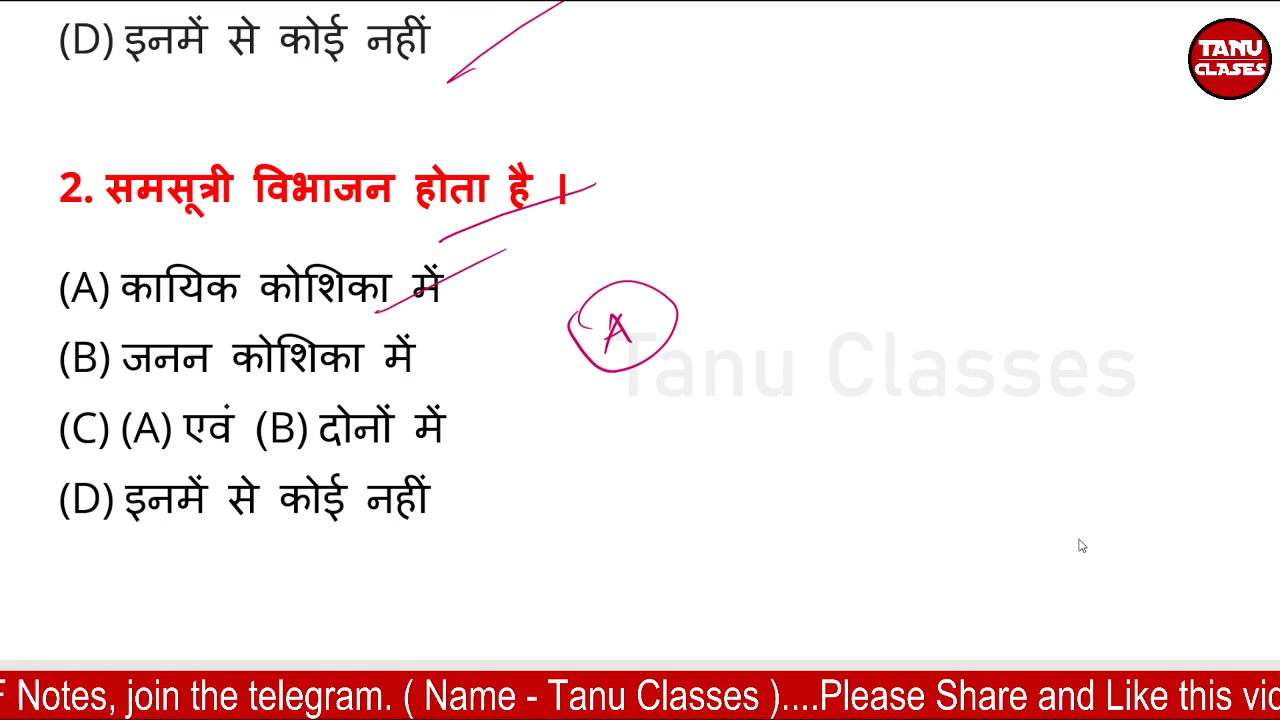 (D) इनमें से कोई नहीं
TANU
CLASES
2. समसूत्री विभाजन होता है ।
(A) कायिक कोशिका में
A
(B) जनन कोशिका में
Tanu Classes
(C) (A) एवं (B) दोनों में
(D) इनमें से कोई नहीं
F Notes, join the telegram. ( Name - Tanu Classes )....Please Share and Like this